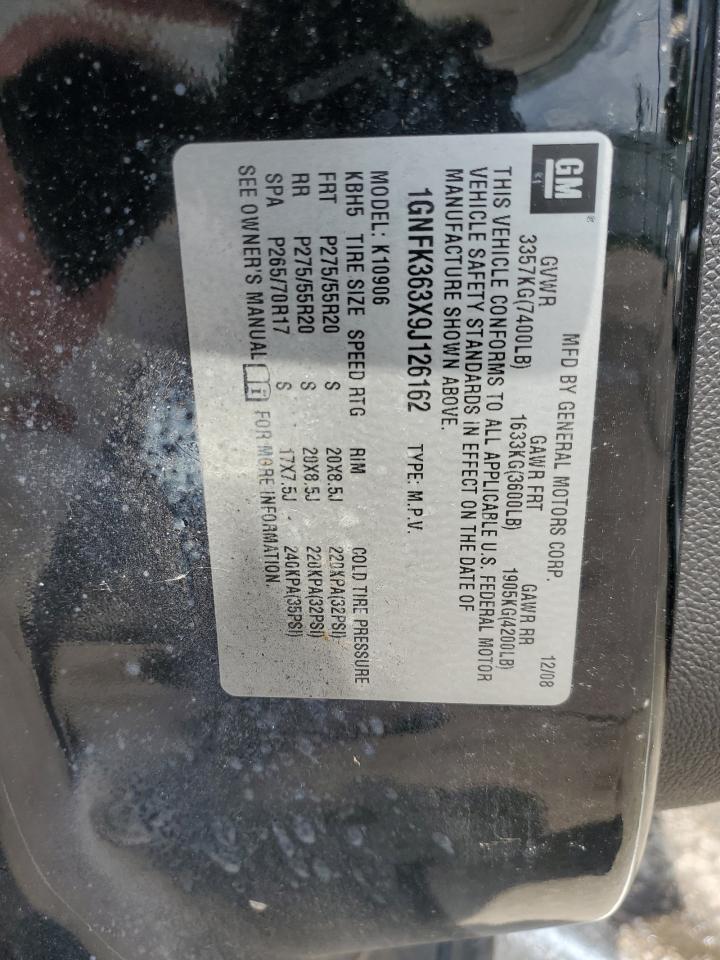 GM
MFD BY GENERAL MOTORS CORP. 12/08
GVWR GAWR FRT GAWR RR
3357KG(7400LB) 1633KG(3600LB) 1905KG(4200LB)
THIS VEHICLE CONFORMS TO ALL APPLICABLE U.S. FEDERAL MOTOR
VEHICLE SAFETY STANDARDS IN EFFECT ON THE DATE OF
MANUFACTURE SHOWN ABOVE.
1GNFK363X9J126162 TYPE: M.P.V.
MODEL: K10906
KBH5 TIRE SIZE SPEED RTG RIM COLD TIRE PRESSURE
FRT P275/55R20 S 20X8.5J 220KPA(32PSI)
RR P275/55R20 S 20X8.5J 220KPA(32PSI)
SPA P265/70R17 S 17X7.5J 240KPA(35PSI)
SEE OWNER'S MANUAL FOR MORE INFORMATION